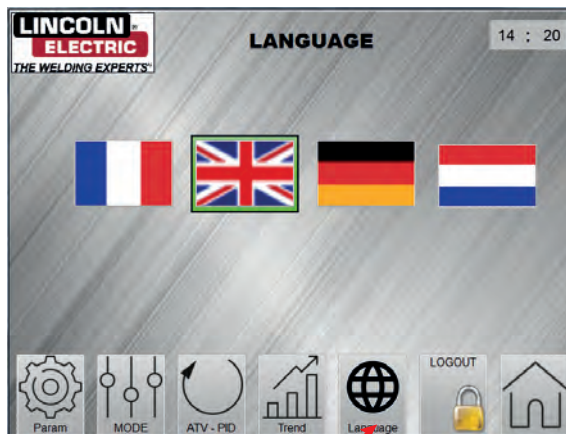 LINCOLN®
ELECTRIC
THE WELDING EXPERTS®
LANGUAGE
14 : 20
Param
MODE
ATV - PID
Trend
Language
LOGOUT